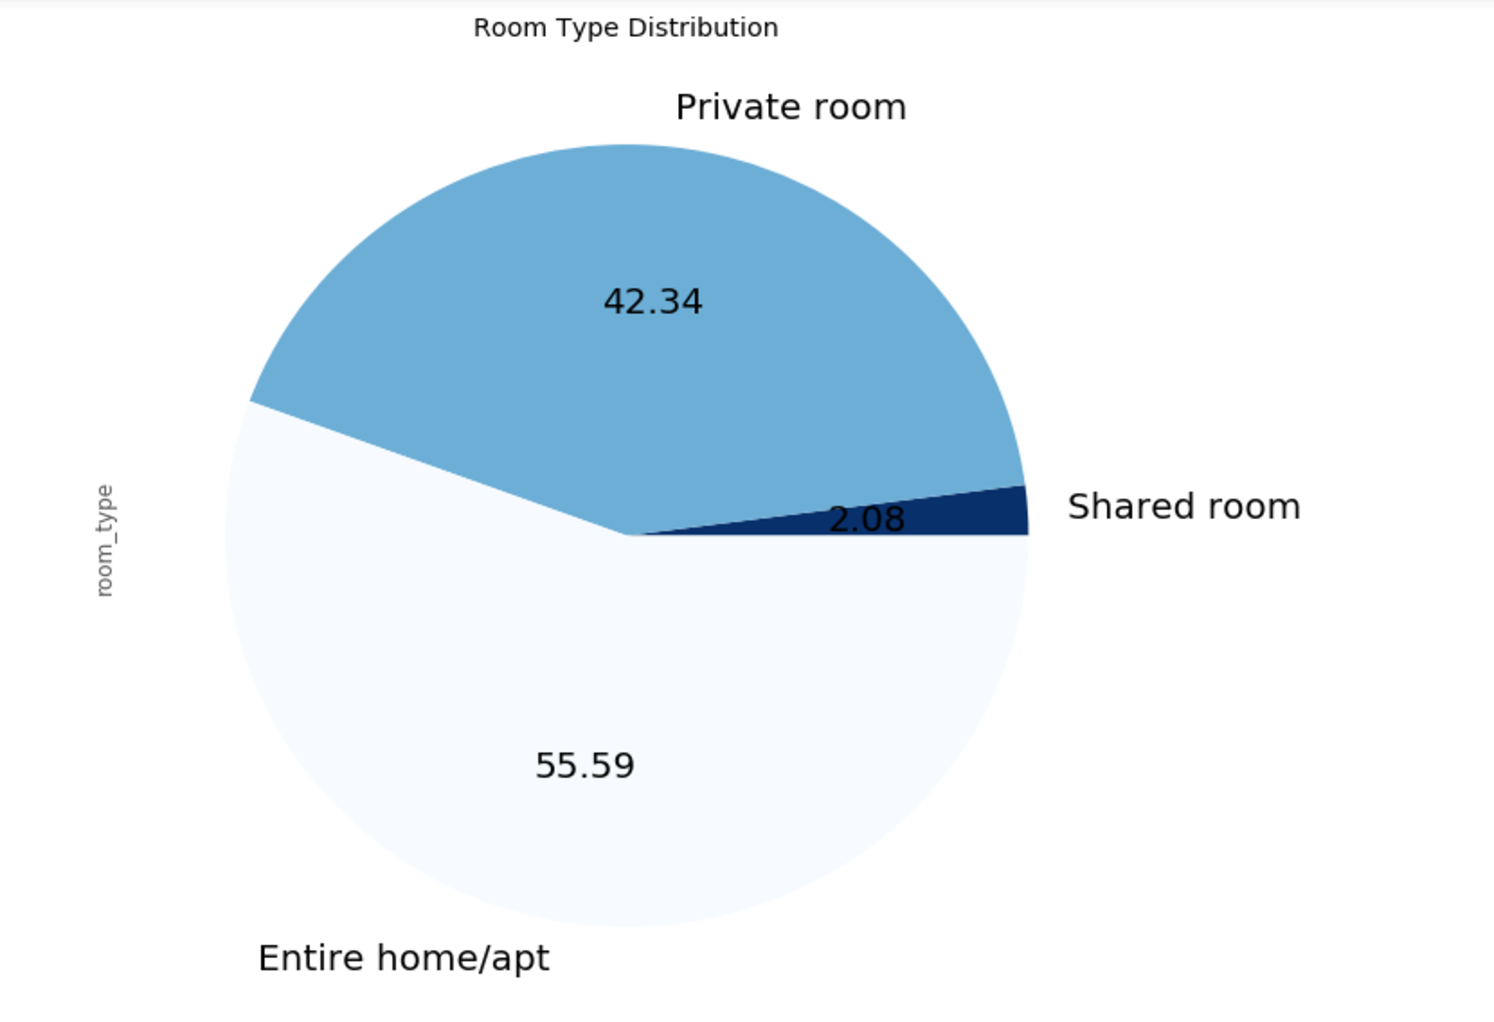 Room Type Distribution
Private room
42.34
2.08
Shared room
room_type
55.59
Entire home/apt